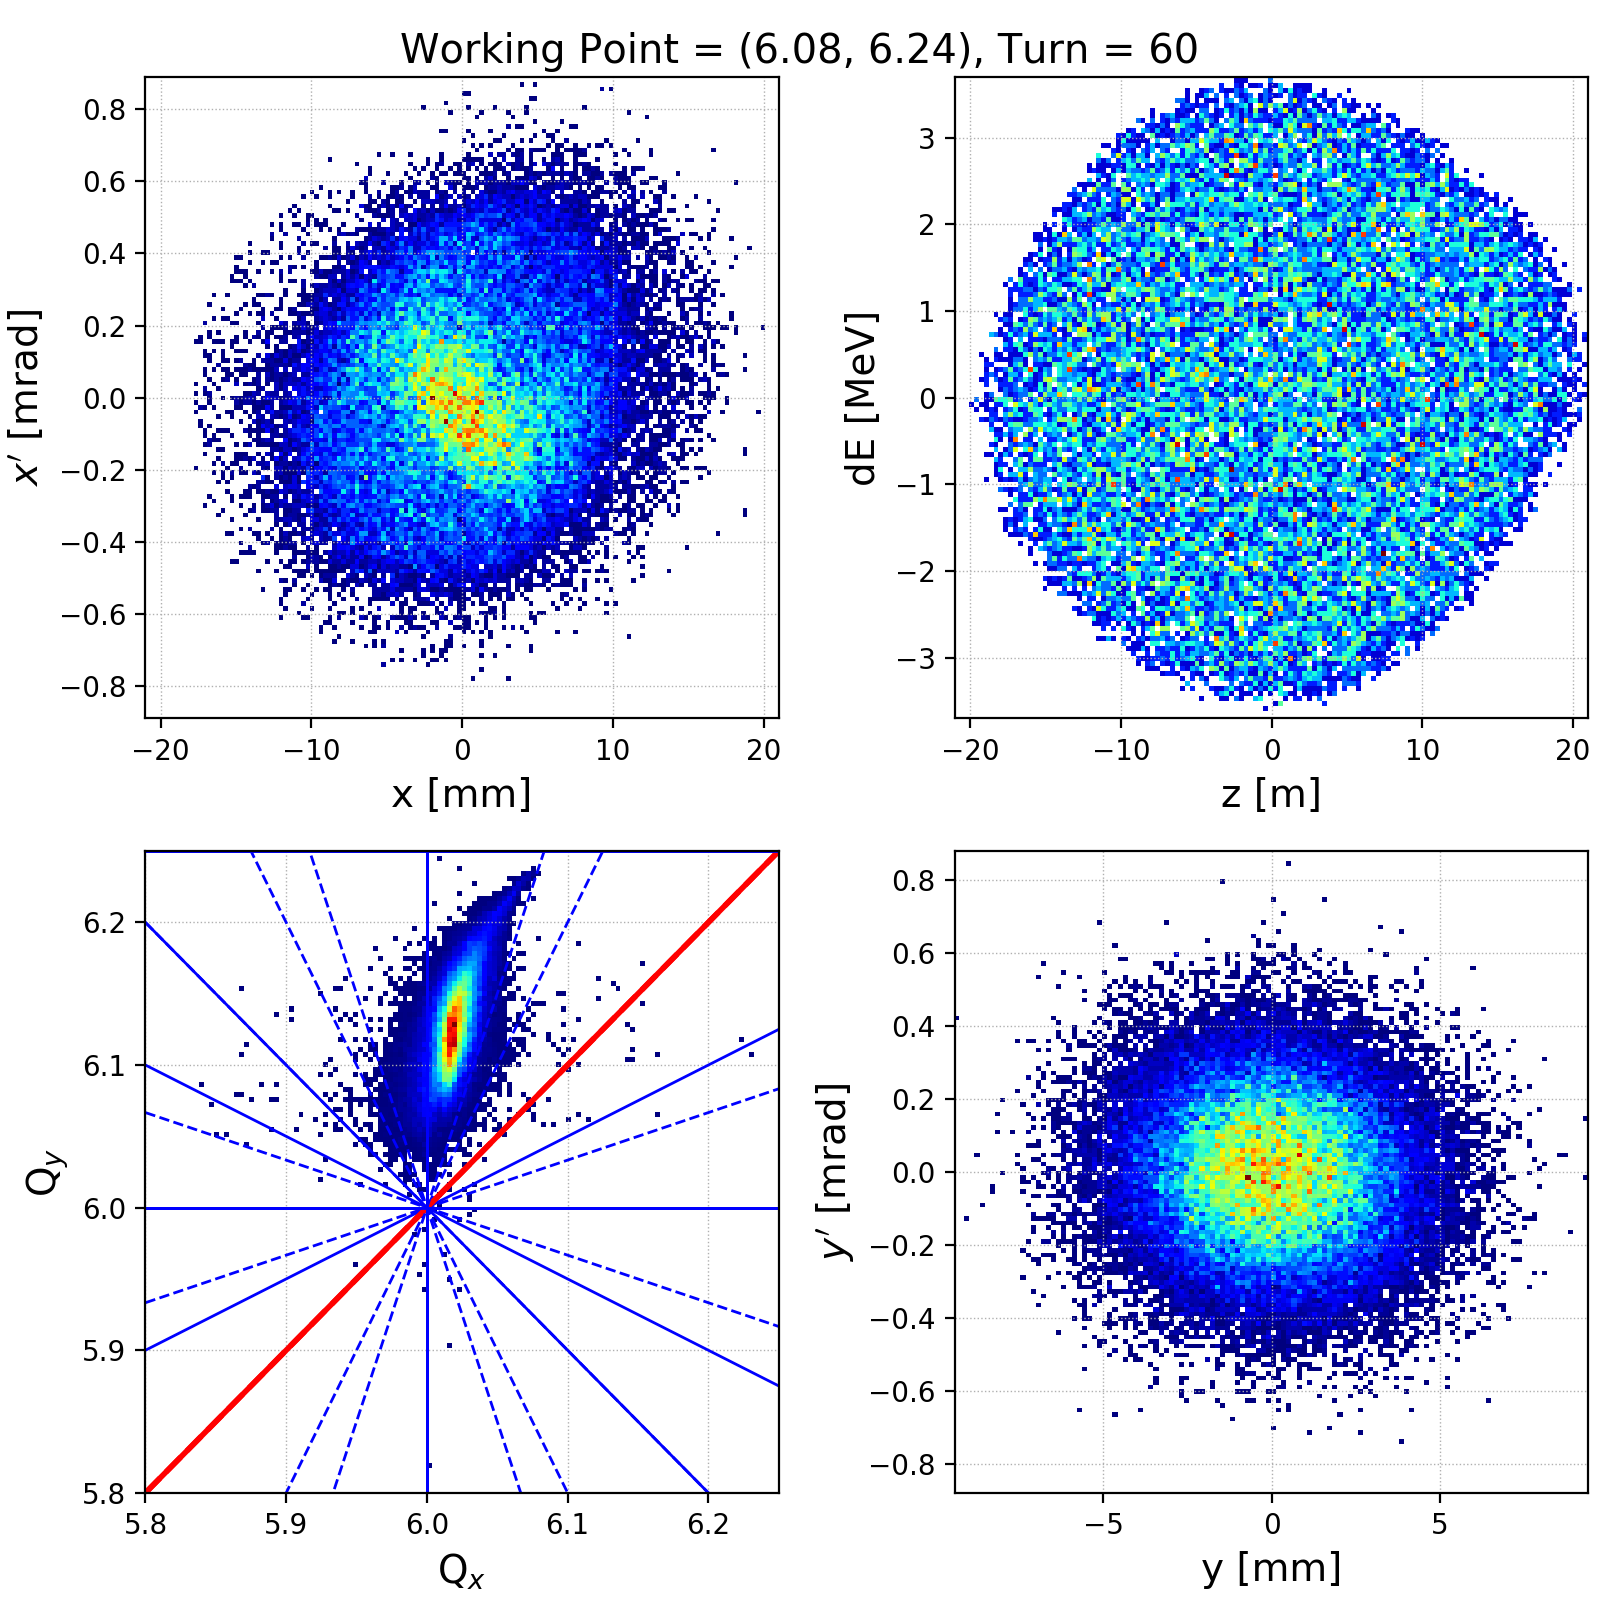 Working Point = (6.08, 6.24), Turn = 60
0.8
0.6
0.4
0.2
0.0
−0.2
−0.4
−0.6
−0.8
x′ [mrad]
−20 −10 0 10 20
x [mm]
3
2
1
0
−1
−2
−3
dE [MeV]
−20 −10 0 10 20
z [m]
6.2
6.1
6.0
5.9
5.8
Qy
5.8 5.9 6.0 6.1 6.2
Qx
0.8
0.6
0.4
0.2
0.0
−0.2
−0.4
−0.6
−0.8
y′ [mrad]
−5 0 5
y [mm]